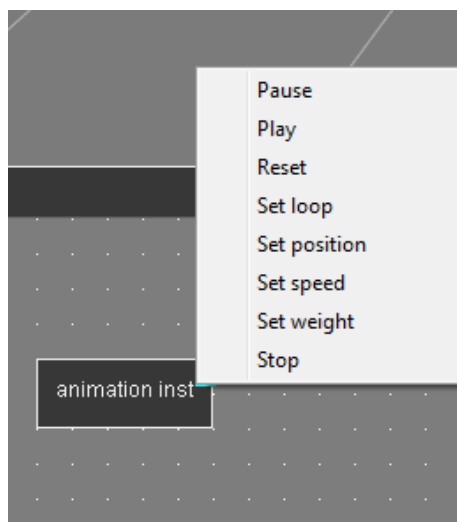 Pause
Play
Reset
Set loop
Set position
Set speed
Set weight
Stop
animation inst